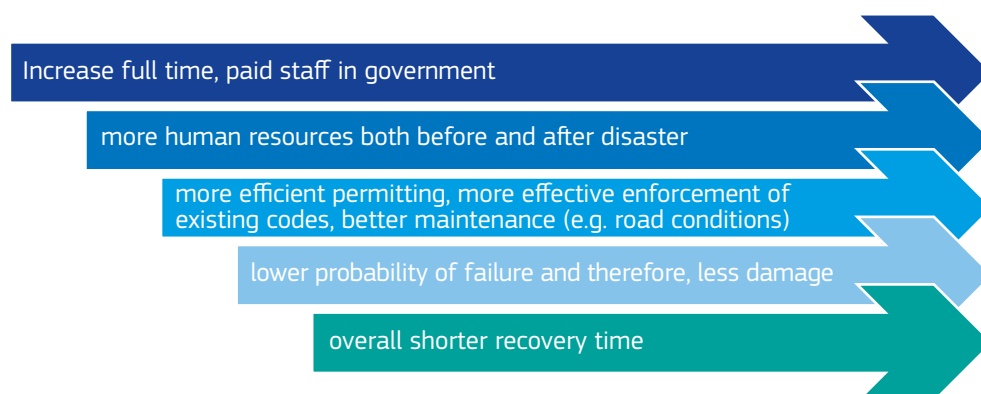 Increase full time, paid staff in government
more human resources both before and after disaster
more efficient permitting, more effective enforcement of
existing codes, better maintenance (e.g. road conditions)
lower probability of failure and therefore, less damage
overall shorter recovery time